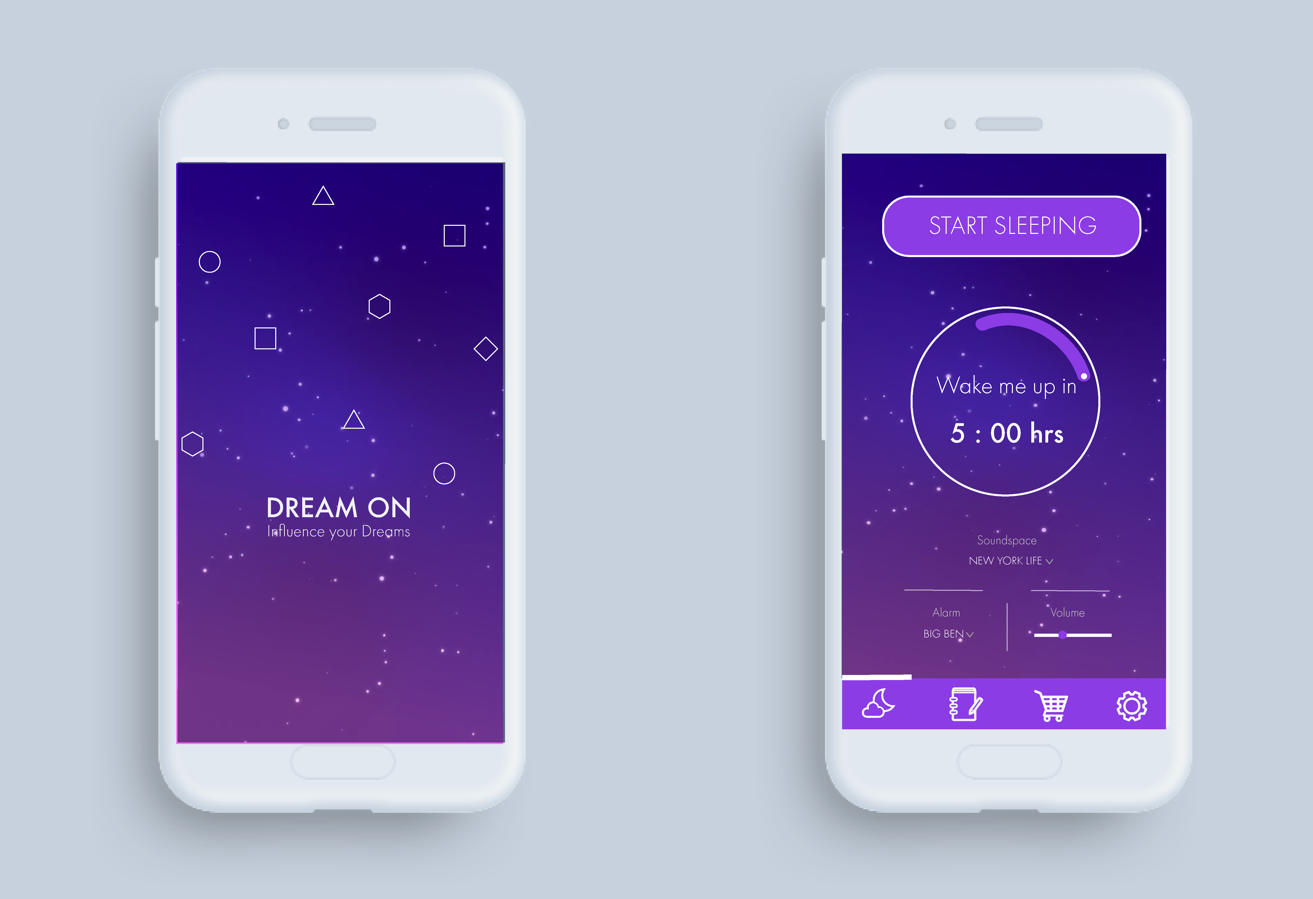 DREAM ON
Influence your Dreams
START SLEEPING
Wake me up in
5 : 00 hrs
Soundspace
NEW YORK LIFE
Alarm
BIG BEN
Volume